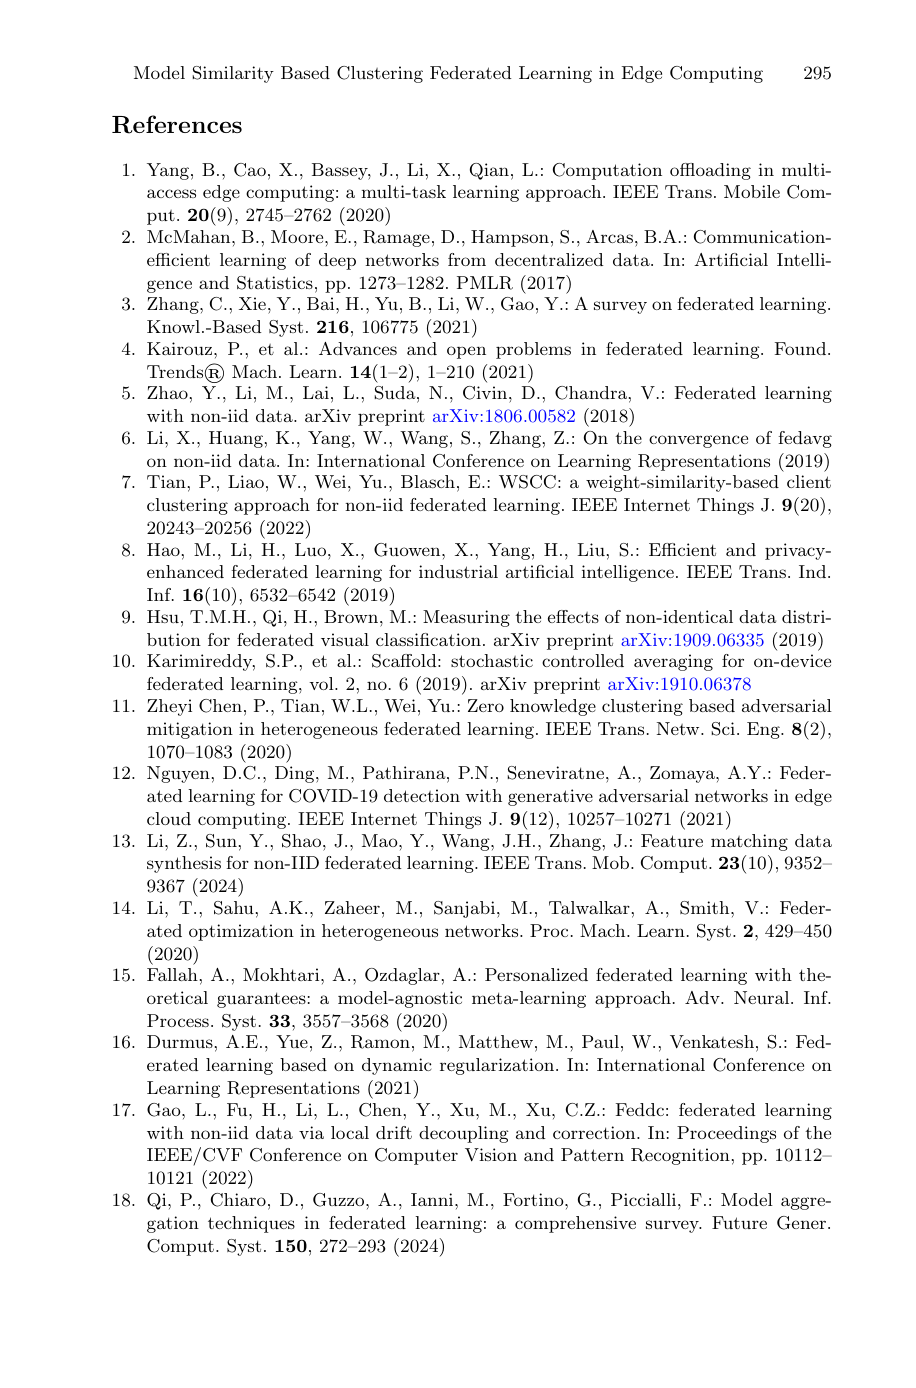 Model Similarity Based Clustering Federated Learning in Edge Computing 295
References
1. Yang, B., Cao, X., Bassey, J., Li, X., Qian, L.: Computation offloading in multi-
access edge computing: a multi-task learning approach. IEEE Trans. Mobile Com-
put. 20(9), 2745–2762 (2020)
2. McMahan, B., Moore, E., Ramage, D., Hampson, S., Arcas, B.A.: Communication-
efficient learning of deep networks from decentralized data. In: Artificial Intelli-
gence and Statistics, pp. 1273–1282. PMLR (2017)
3. Zhang, C., Xie, Y., Bai, H., Yu, B., Li, W., Gao, Y.: A survey on federated learning.
Knowl.-Based Syst. 216, 106775 (2021)
4. Kairouz, P., et al.: Advances and open problems in federated learning. Found.
Trends® Mach. Learn. 14(1–2), 1–210 (2021)
5. Zhao, Y., Li, M., Lai, L., Suda, N., Civin, D., Chandra, V.: Federated learning
with non-iid data. arXiv preprint arXiv:1806.00582 (2018)
6. Li, X., Huang, K., Yang, W., Wang, S., Zhang, Z.: On the convergence of fedavg
on non-iid data. In: International Conference on Learning Representations (2019)
7. Tian, P., Liao, W., Wei, Yu., Blasch, E.: WSCC: a weight-similarity-based client
clustering approach for non-iid federated learning. IEEE Internet Things J. 9(20),
20243–20256 (2022)
8. Hao, M., Li, H., Luo, X., Guowen, X., Yang, H., Liu, S.: Efficient and privacy-
enhanced federated learning for industrial artificial intelligence. IEEE Trans. Ind.
Inf. 16(10), 6532–6542 (2019)
9. Hsu, T.M.H., Qi, H., Brown, M.: Measuring the effects of non-identical data distri-
bution for federated visual classification. arXiv preprint arXiv:1909.06335 (2019)
10. Karimireddy, S.P., et al.: Scaffold: stochastic controlled averaging for on-device
federated learning, vol. 2, no. 6 (2019). arXiv preprint arXiv:1910.06378
11. Zheyi Chen, P., Tian, W.L., Wei, Yu.: Zero knowledge clustering based adversarial
mitigation in heterogeneous federated learning. IEEE Trans. Netw. Sci. Eng. 8(2),
1070–1083 (2020)
12. Nguyen, D.C., Ding, M., Pathirana, P.N., Seneviratne, A., Zomaya, A.Y.: Feder-
ated learning for COVID-19 detection with generative adversarial networks in edge
cloud computing. IEEE Internet Things J. 9(12), 10257–10271 (2021)
13. Li, Z., Sun, Y., Shao, J., Mao, Y., Wang, J.H., Zhang, J.: Feature matching data
synthesis for non-IID federated learning. IEEE Trans. Mob. Comput. 23(10), 9352–
9367 (2024)
14. Li, T., Sahu, A.K., Zaheer, M., Sanjabi, M., Talwalkar, A., Smith, V.: Feder-
ated optimization in heterogeneous networks. Proc. Mach. Learn. Syst. 2, 429–450
(2020)
15. Fallah, A., Mokhtari, A., Ozdaglar, A.: Personalized federated learning with the-
oretical guarantees: a model-agnostic meta-learning approach. Adv. Neural. Inf.
Process. Syst. 33, 3557–3568 (2020)
16. Durmus, A.E., Yue, Z., Ramon, M., Matthew, M., Paul, W., Venkatesh, S.: Fed-
erated learning based on dynamic regularization. In: International Conference on
Learning Representations (2021)
17. Gao, L., Fu, H., Li, L., Chen, Y., Xu, M., Xu, C.Z.: Feddc: federated learning
with non-iid data via local drift decoupling and correction. In: Proceedings of the
IEEE/CVF Conference on Computer Vision and Pattern Recognition, pp. 10112–
10121 (2022)
18. Qi, P., Chiaro, D., Guzzo, A., Ianni, M., Fortino, G., Piccialli, F.: Model aggre-
gation techniques in federated learning: a comprehensive survey. Future Gener.
Comput. Syst. 150, 272–293 (2024)